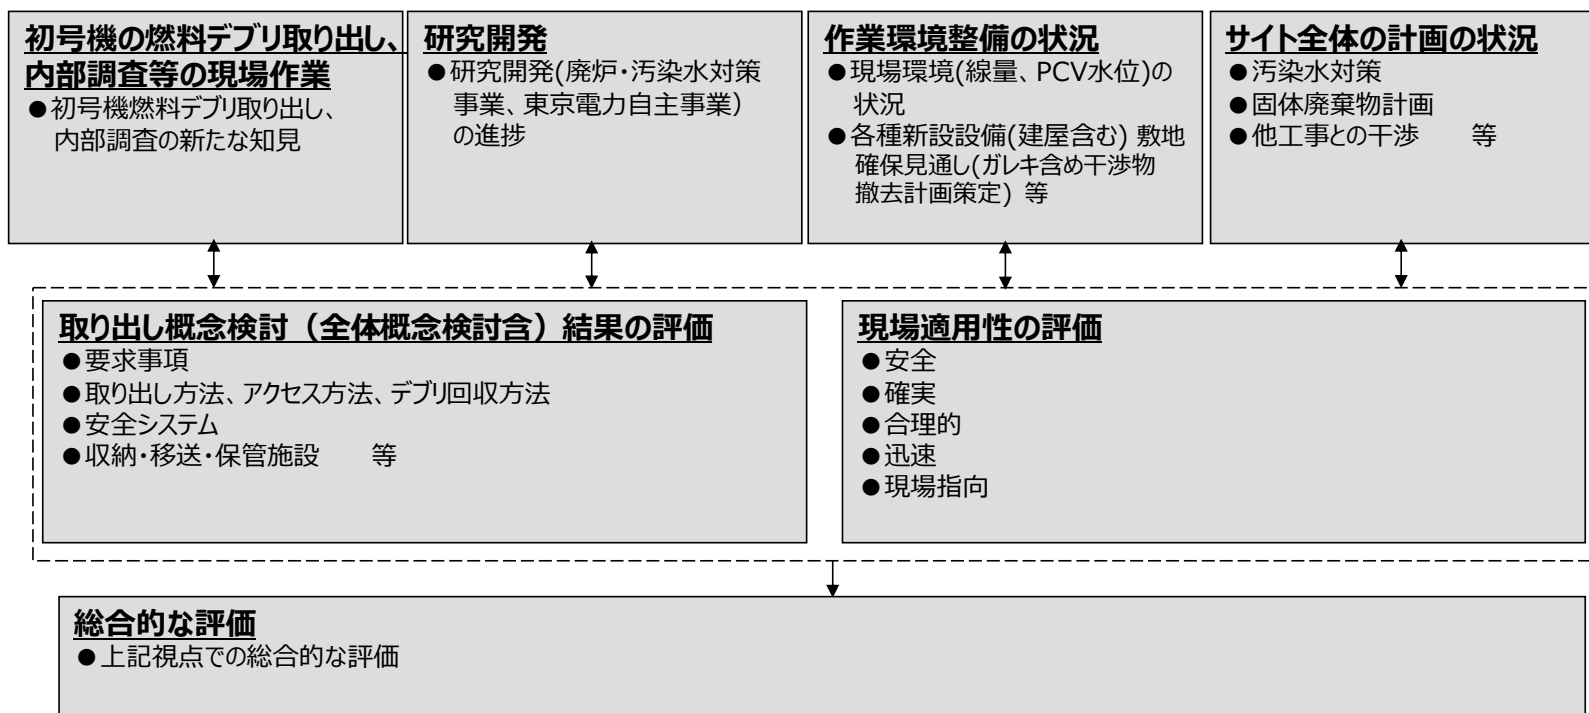 初号機の燃料デブリ取り出し、
内部調査等の現場作業
●初号機燃料デブリ取り出し、
内部調査の新たな知見
研究開発
●研究開発(廃炉・汚染水対策
事業、東京電力自主事業)
の進捗
作業環境整備の状況
●現場環境(線量、PCV水位)の
状況
●各種新設設備(建屋含む) 敷地
確保見通し(ガレキ含め干渉物
撤去計画策定) 等
サイト全体の計画の状況
●汚染水対策
●固体廃棄物計画
●他工事との干渉 等
取り出し概念検討(全体概念検討含)結果の評価
●要求事項
●取り出し方法、アクセス方法、デブリ回収方法
●安全システム
●収納・移送・保管施設 等
現場適用性の評価
●安全
●確実
●合理的
●迅速
●現場指向
総合的な評価
●上記視点での総合的な評価